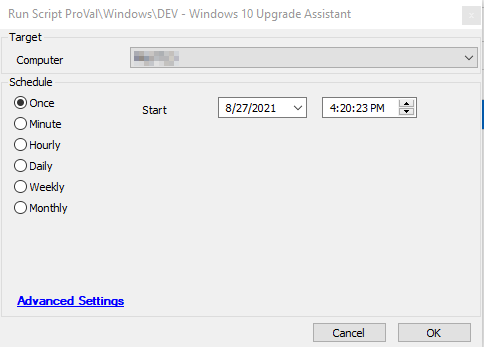 Run Script ProVal\Windows\DEV - Windows 10 Upgrade Assistant
Target
Computer
Schedule
Once
Start
8/27/2021
4:20:23 PM
Minute
Hourly
Daily
Weekly
Monthly
Advanced Settings
Cancel
OK